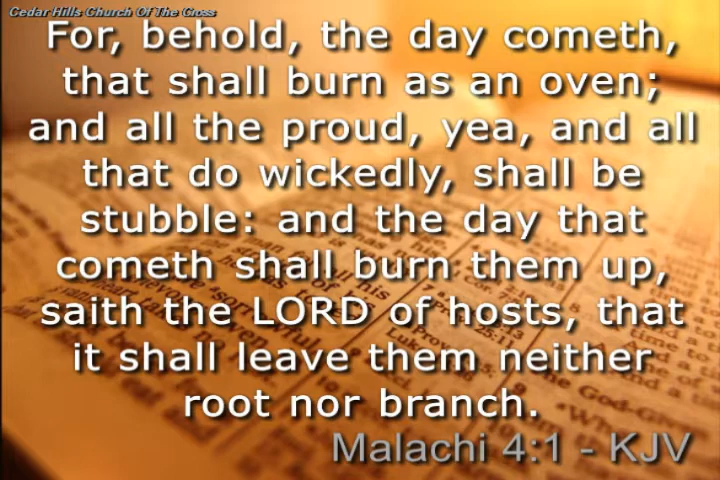 Cedar Hills Church Of The Cross
For, behold, the day cometh,
that shall burn as an oven;
and all the proud, yea, and all
that do wickedly, shall be
stubble: and the day that
cometh shall burn them up,
saith the LORD of hosts, that
it shall leave them neither
root nor branch.
Malachi 4:1 - KJV